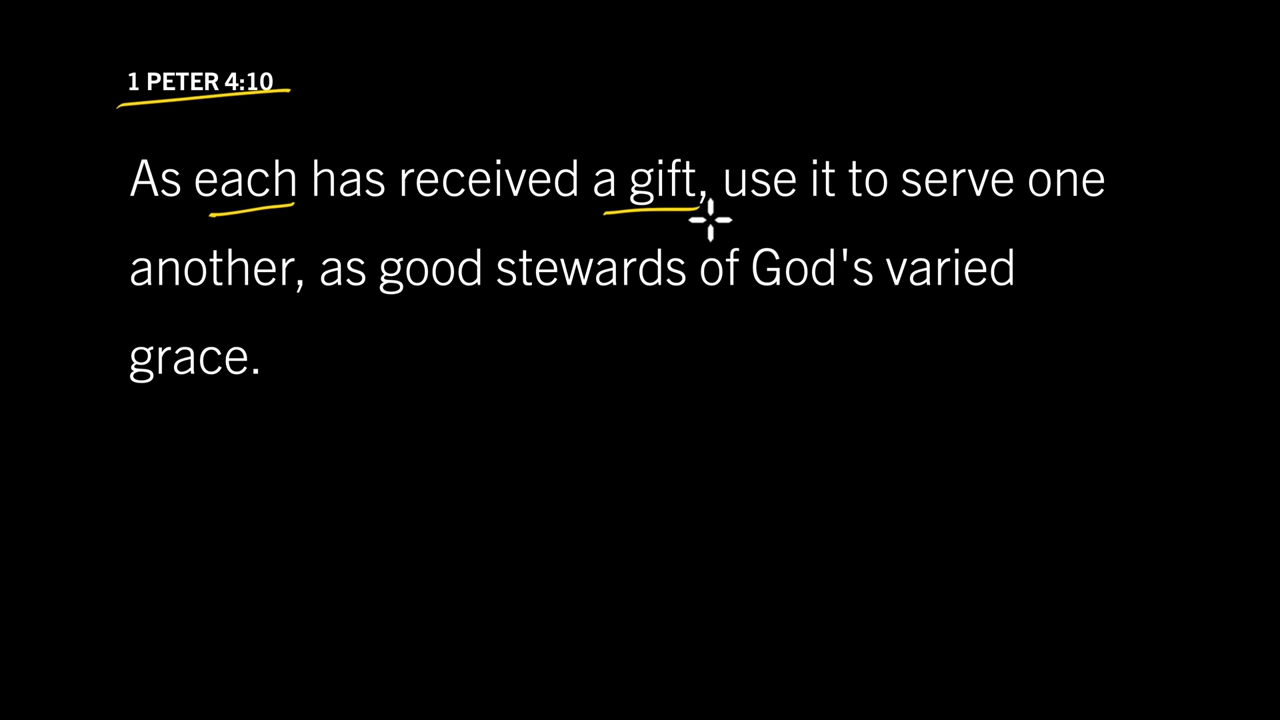 1 PETER 4:10
As each has received a gift, use it to serve one
another, as good stewards of God's varied
grace.